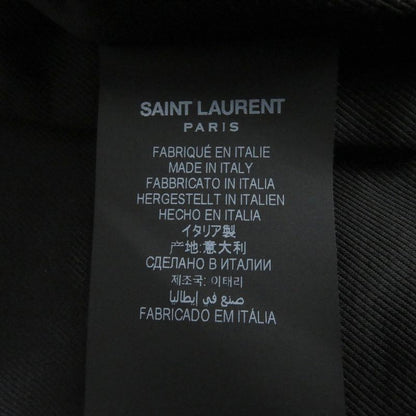 SAINT LAURENT
PARIS
FABRIQUÉ EN ITALIE
MADE IN ITALY
FABBRICATO IN ITALIA
HERGESTELLT IN ITALIEN
HECHO EN ITALIA
イタリア製
产地:意大利
СДЕЛАНО В ИТАЛИИ
제조국: 이태리
صنع في إيطاليا
FABRICADO EM ITÁLIA